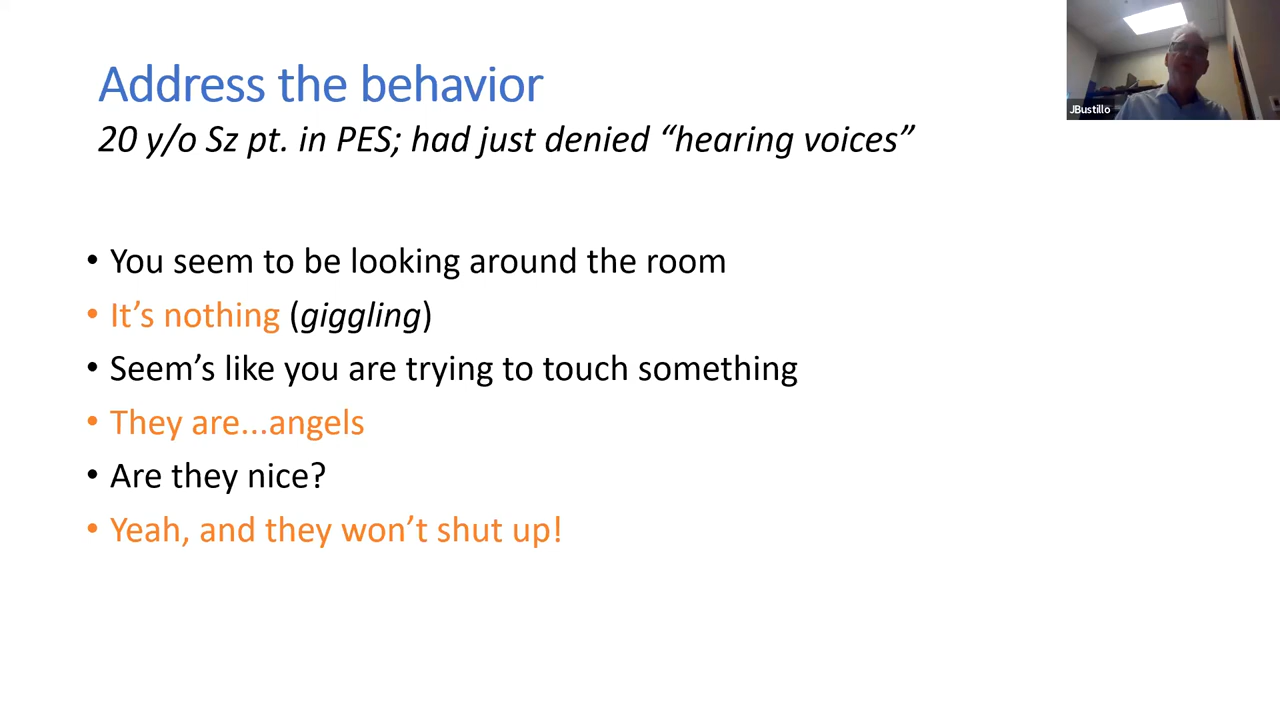 Address the behavior
20 y/o Sz pt. in PES; had just denied “hearing voices”
JBustillo
• You seem to be looking around the room
• It’s nothing (giggling)
• Seem’s like you are trying to touch something
• They are...angels
• Are they nice?
• Yeah, and they won’t shut up!